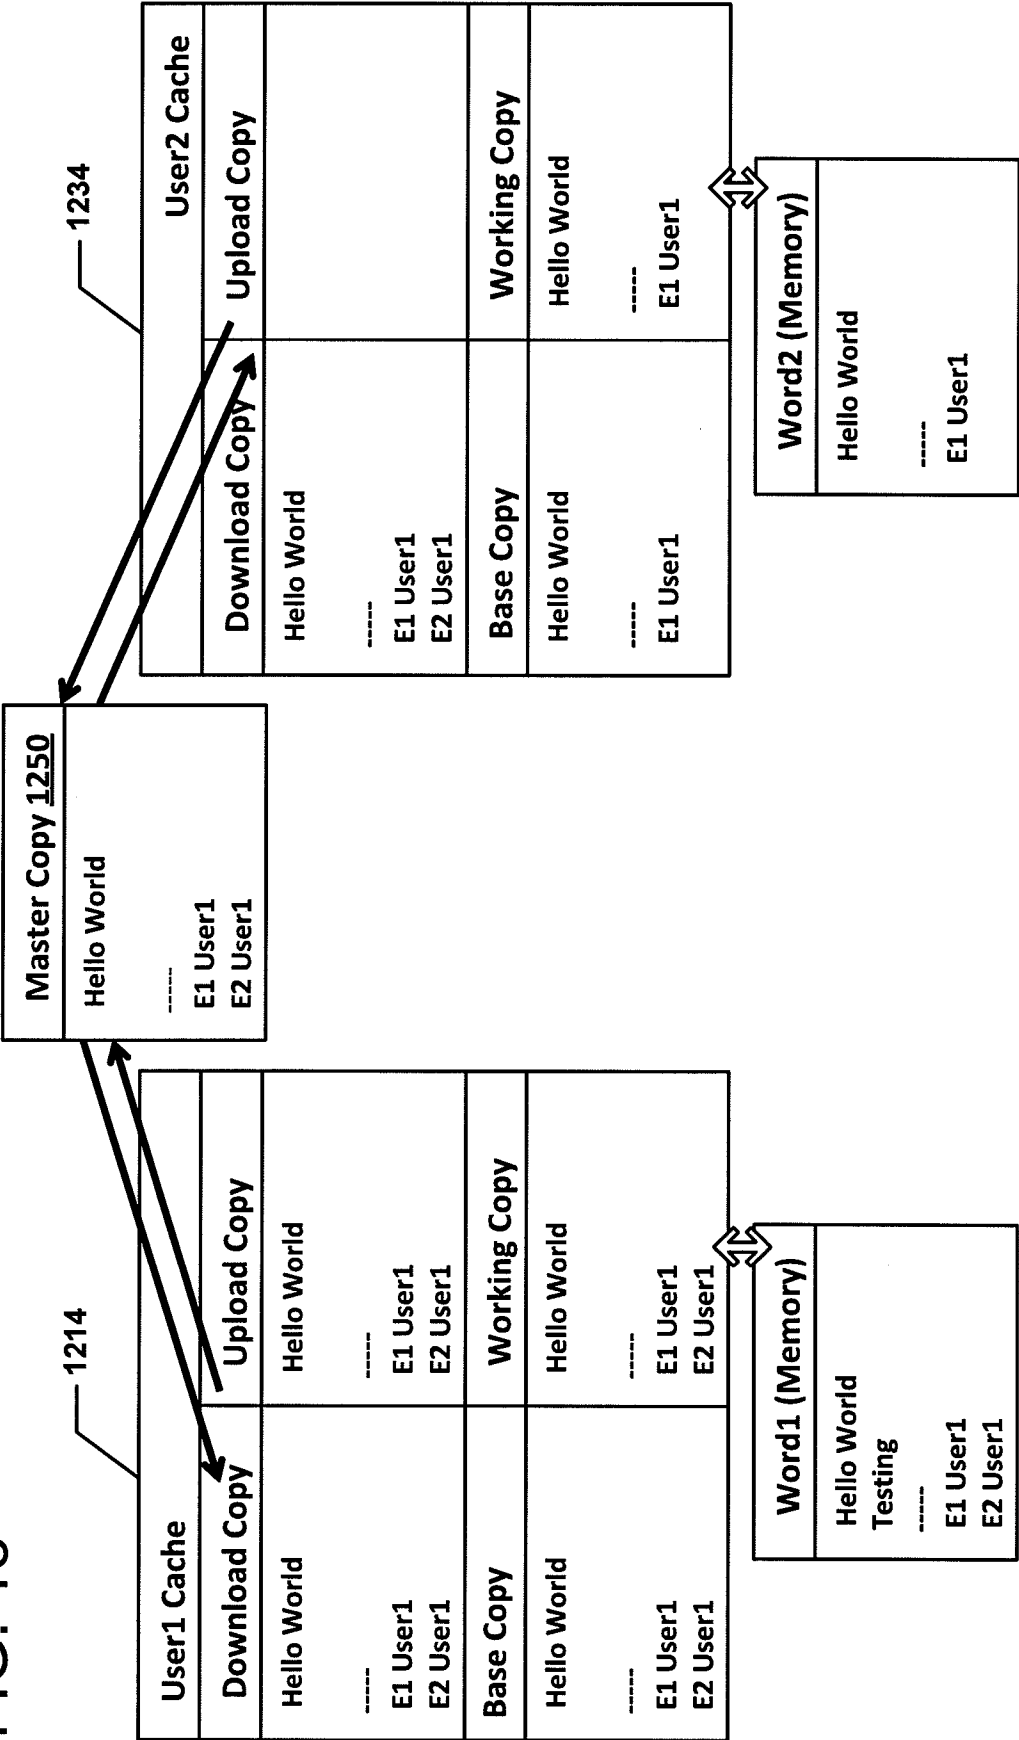 Master Copy 1250
Hello World
-----
E1 User1
E2 User1
1214
User1 Cache
Download Copy
Upload Copy
Hello World
-----
E1 User1
E2 User1
Hello World
-----
E1 User1
E2 User1
Base Copy
Working Copy
Hello World
-----
E1 User1
E2 User1
Hello World
-----
E1 User1
E2 User1
Word1 (Memory)
Hello World
Testing
-----
E1 User1
E2 User1
1234
User2 Cache
Download Copy
Upload Copy
Hello World
-----
E1 User1
E2 User1
Base Copy
Working Copy
Hello World
-----
E1 User1
Hello World
-----
E1 User1
Word2 (Memory)
Hello World
-----
E1 User1